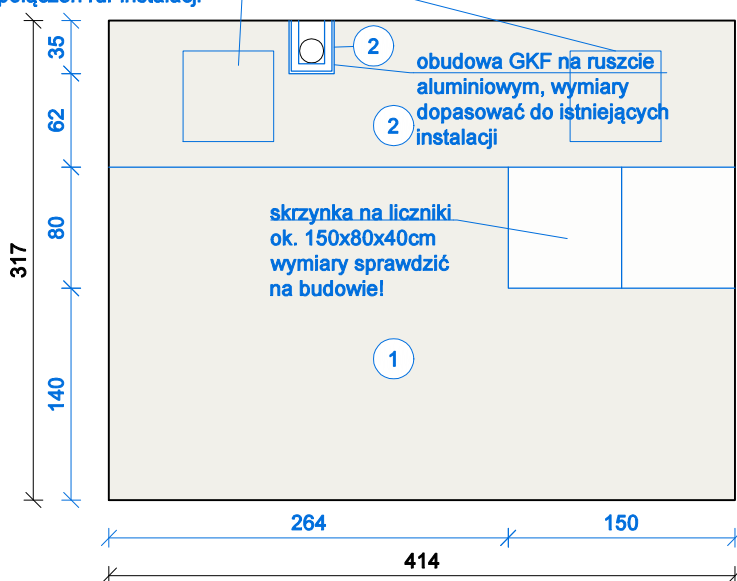 połączeń rur instalacji
35
2
obudowa GKF na ruszcie
aluminiowym, wymiary
dopasować do istniejących
instalacji
62
2
skrzynka na liczniki
ok. 150x80x40cm
wymiary sprawdzić
na budowie!
80
317
1
140
264
150
414